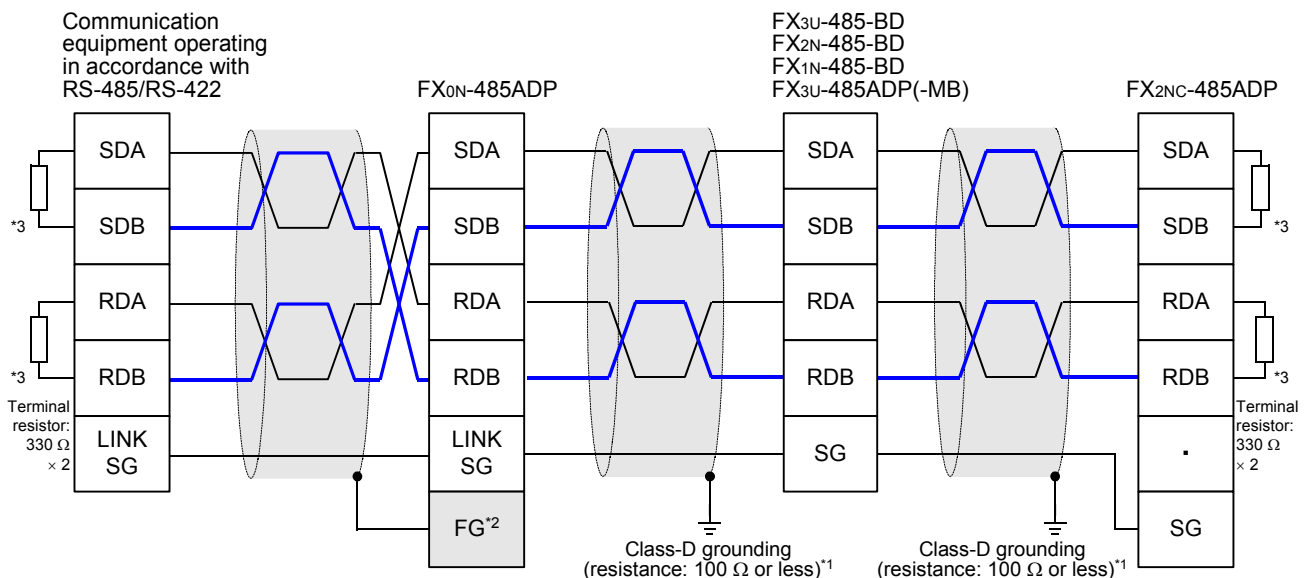 Communication
equipment operating
in accordance with
RS-485/RS-422
FX0N-485ADP
FX3U-485-BD
FX2N-485-BD
FX1N-485-BD
FX3U-485ADP(-MB)
FX2NC-485ADP
SDA
SDB
RDA
RDB
LINK
SG
*3
*3
Terminal
resistor:
330 Ω
× 2
SDA
SDB
RDA
RDB
LINK
SG
FG*2
SDA
SDB
RDA
RDB
SG
SDA
SDB
RDA
RDB
.
SG
*3
*3
Terminal
resistor:
330 Ω
× 2
Class-D grounding
(resistance: 100 Ω or less)*1
Class-D grounding
(resistance: 100 Ω or less)*1